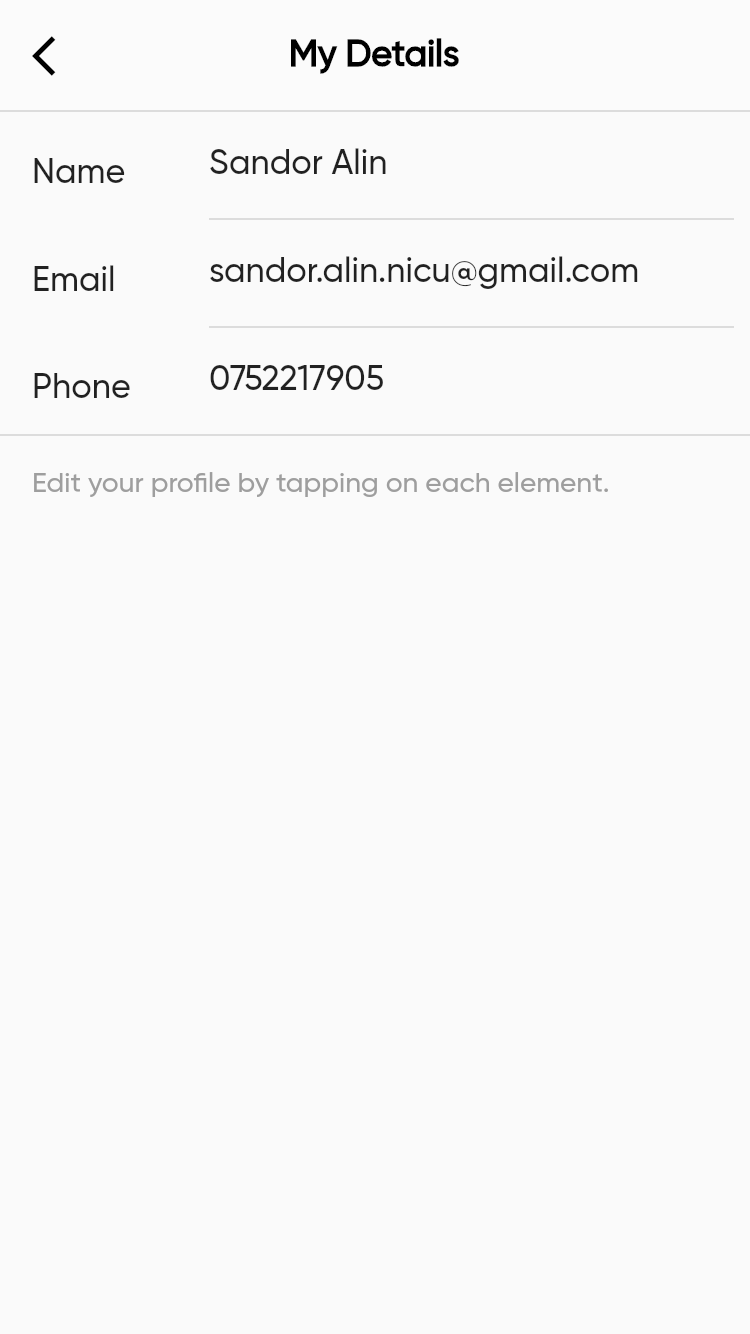 My Details
Name Sandor Alin
Email sandor.alin.nicu@gmail.com
Phone 0752217905
Edit your profile by tapping on each element.